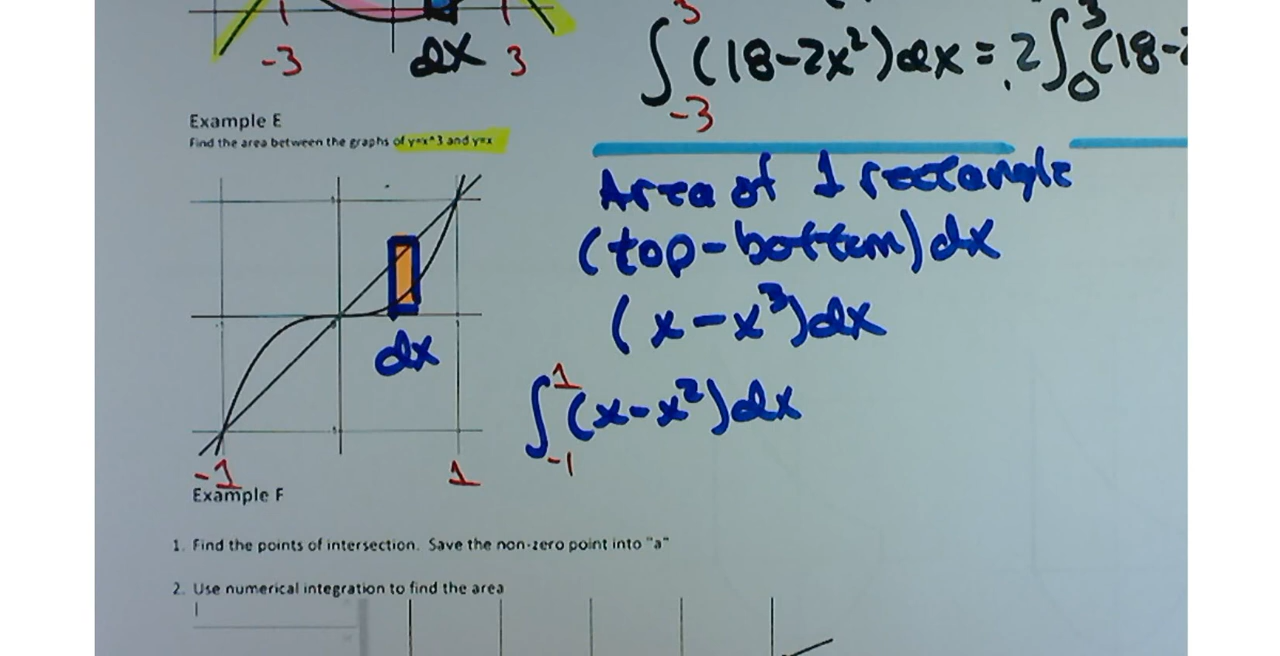 -3 dx 3
3
∫ (18-2x²)dx = 2∫₀³(18-
-3
Example E
Find the area between the graphs of y=x^3 and y=x
Area of 1 rectangle
(top-bottom)dx
(x-x³)dx
dx
1
∫(x-x²)dx
-1
-1 1
Example F
1. Find the points of intersection. Save the non-zero point into "a"
2. Use numerical integration to find the area